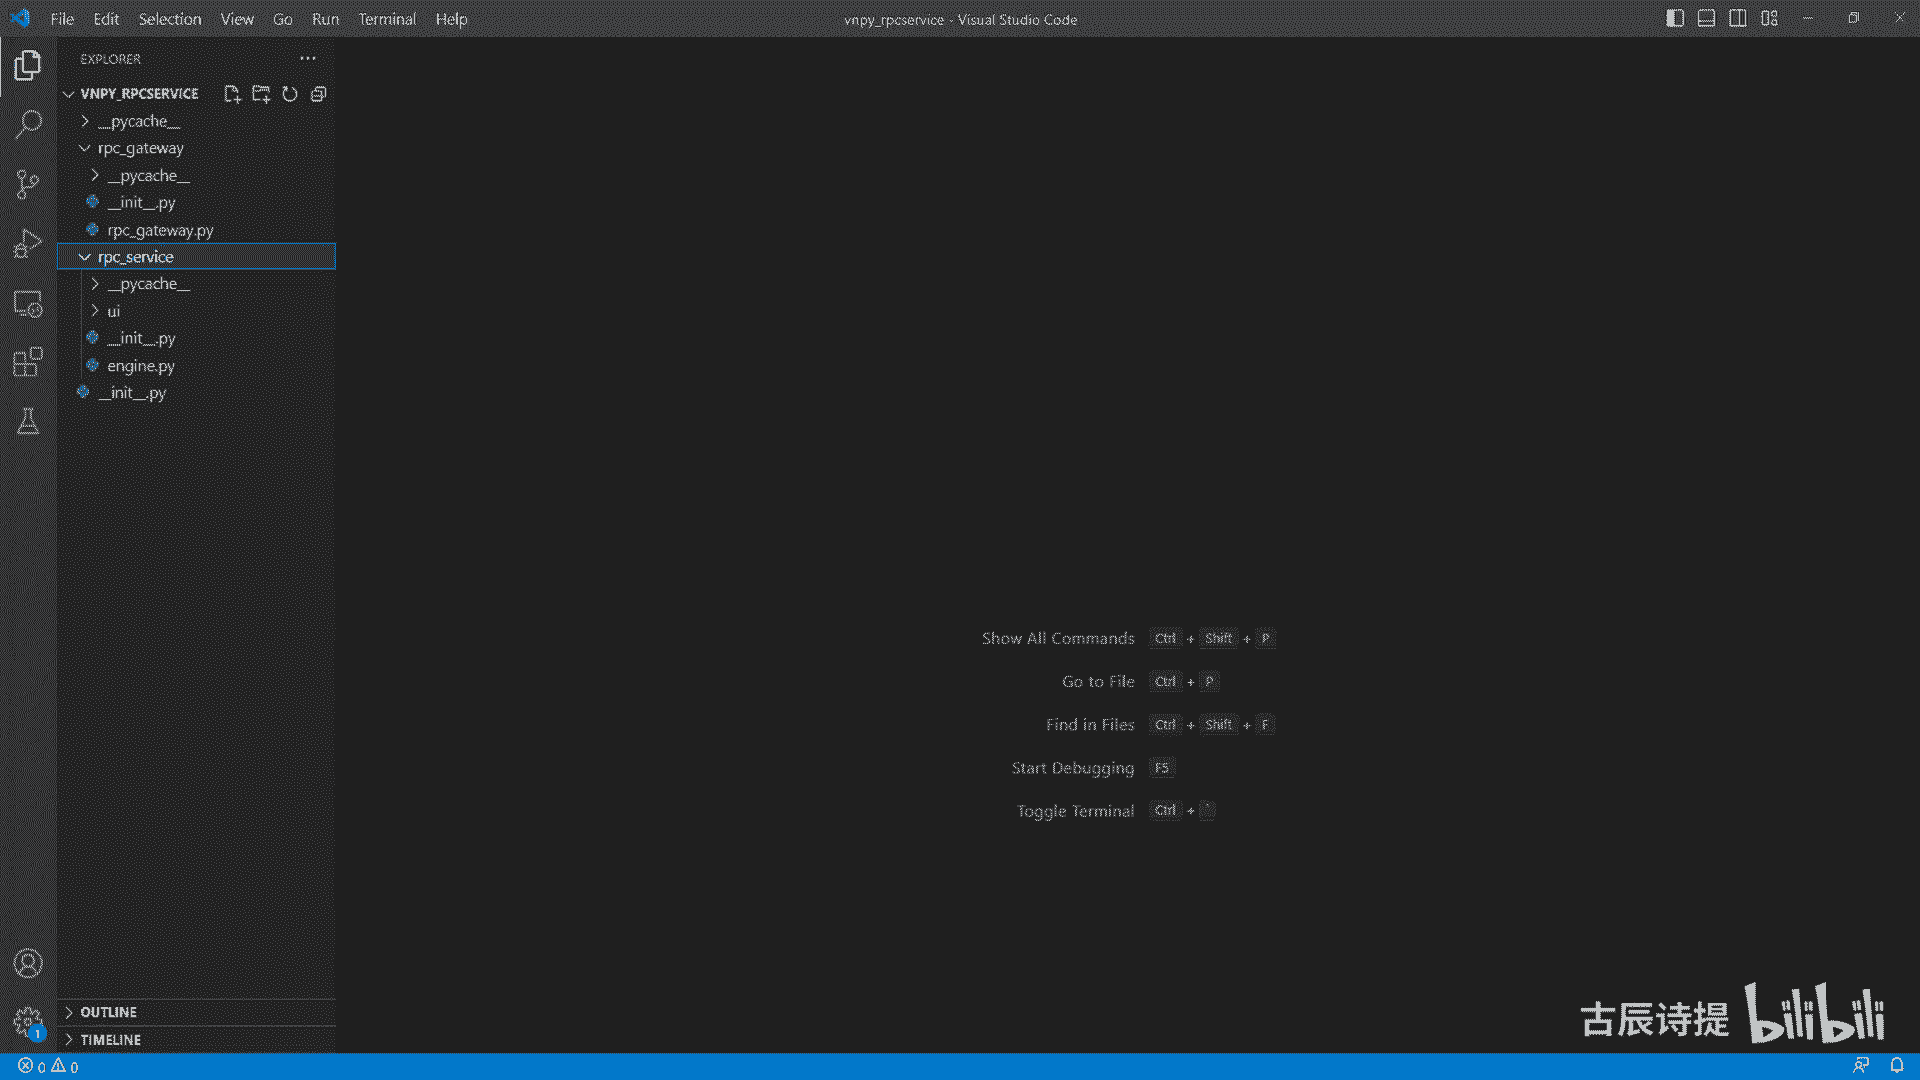 File Edit Selection View Go Run Terminal Help
vnpy_rpcservice - Visual Studio Code
EXPLORER
VNPY_RPCSERVICE
__pycache__
rpc_gateway
__pycache__
__init__.py
rpc_gateway.py
rpc_service
__pycache__
ui
__init__.py
engine.py
__init__.py
Show All Commands Ctrl + Shift + P
Go to File Ctrl + P
Find in Files Ctrl + Shift + F
Start Debugging F5
Toggle Terminal Ctrl + `
OUTLINE
TIMELINE
1
0 0
古辰诗提 bilibili